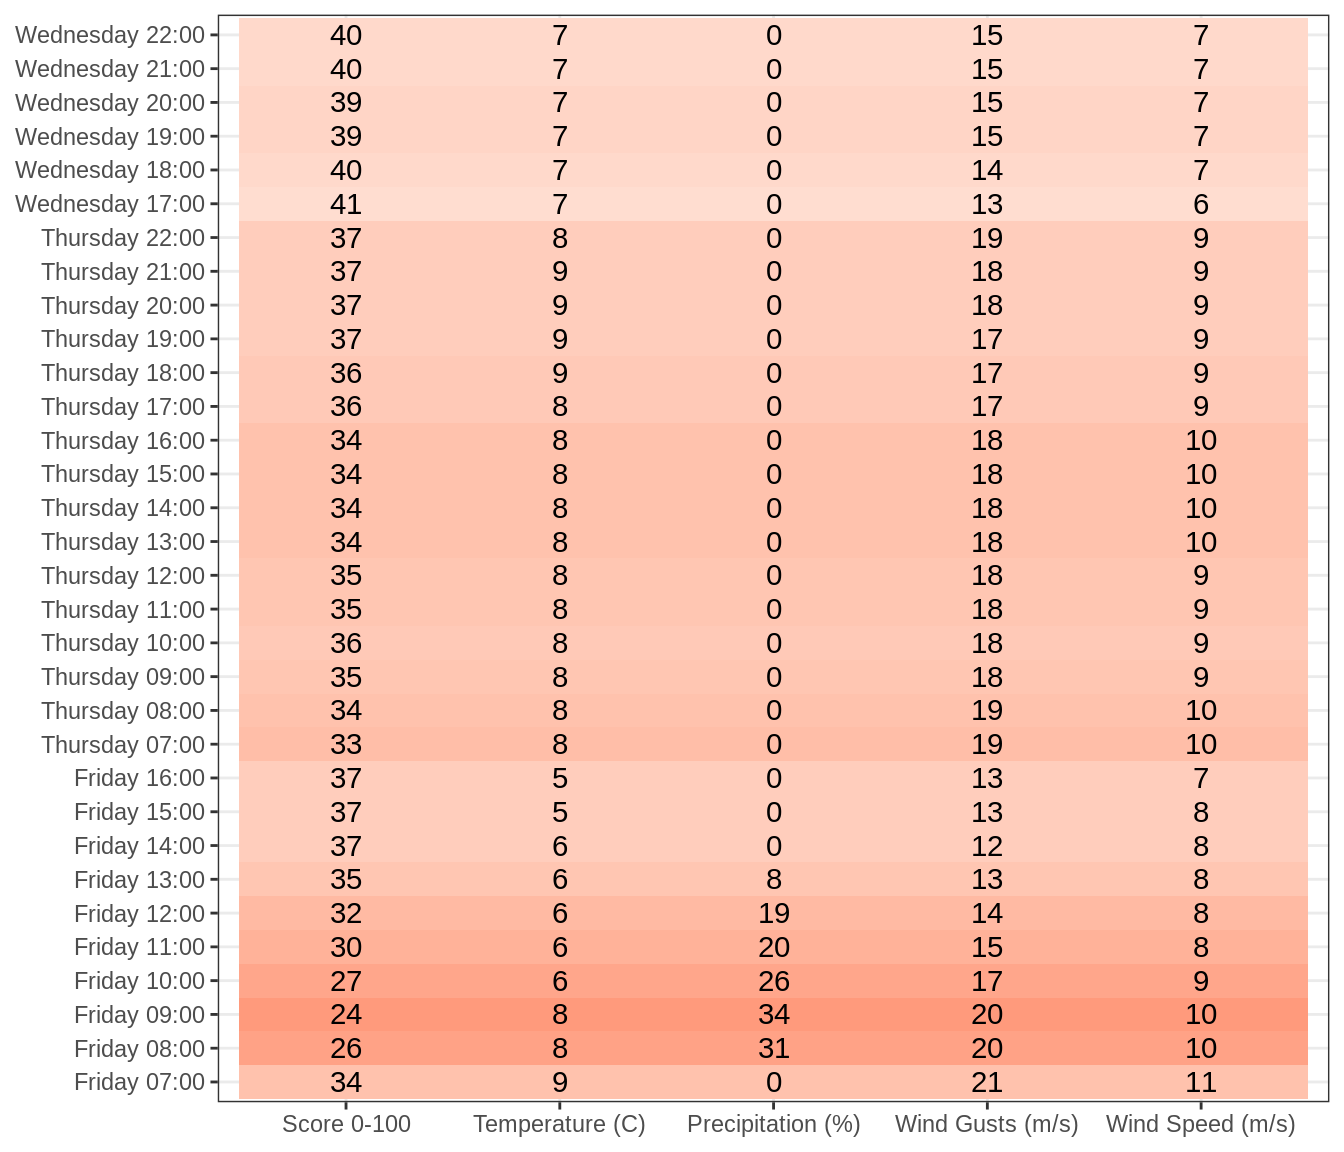 Wednesday 22:00 40 7 0 15 7
Wednesday 21:00 40 7 0 15 7
Wednesday 20:00 39 7 0 15 7
Wednesday 19:00 39 7 0 15 7
Wednesday 18:00 40 7 0 14 7
Wednesday 17:00 41 7 0 13 6
Thursday 22:00 37 8 0 19 9
Thursday 21:00 37 9 0 18 9
Thursday 20:00 37 9 0 18 9
Thursday 19:00 37 9 0 17 9
Thursday 18:00 36 9 0 17 9
Thursday 17:00 36 8 0 17 9
Thursday 16:00 34 8 0 18 10
Thursday 15:00 34 8 0 18 10
Thursday 14:00 34 8 0 18 10
Thursday 13:00 34 8 0 18 10
Thursday 12:00 35 8 0 18 9
Thursday 11:00 35 8 0 18 9
Thursday 10:00 36 8 0 18 9
Thursday 09:00 35 8 0 18 9
Thursday 08:00 34 8 0 19 10
Thursday 07:00 33 8 0 19 10
Friday 16:00 37 5 0 13 7
Friday 15:00 37 5 0 13 8
Friday 14:00 37 6 0 12 8
Friday 13:00 35 6 8 13 8
Friday 12:00 32 6 19 14 8
Friday 11:00 30 6 20 15 8
Friday 10:00 27 6 26 17 9
Friday 09:00 24 8 34 20 10
Friday 08:00 26 8 31 20 10
Friday 07:00 34 9 0 21 11
Score 0-100 Temperature (C) Precipitation (%) Wind Gusts (m/s) Wind Speed (m/s)